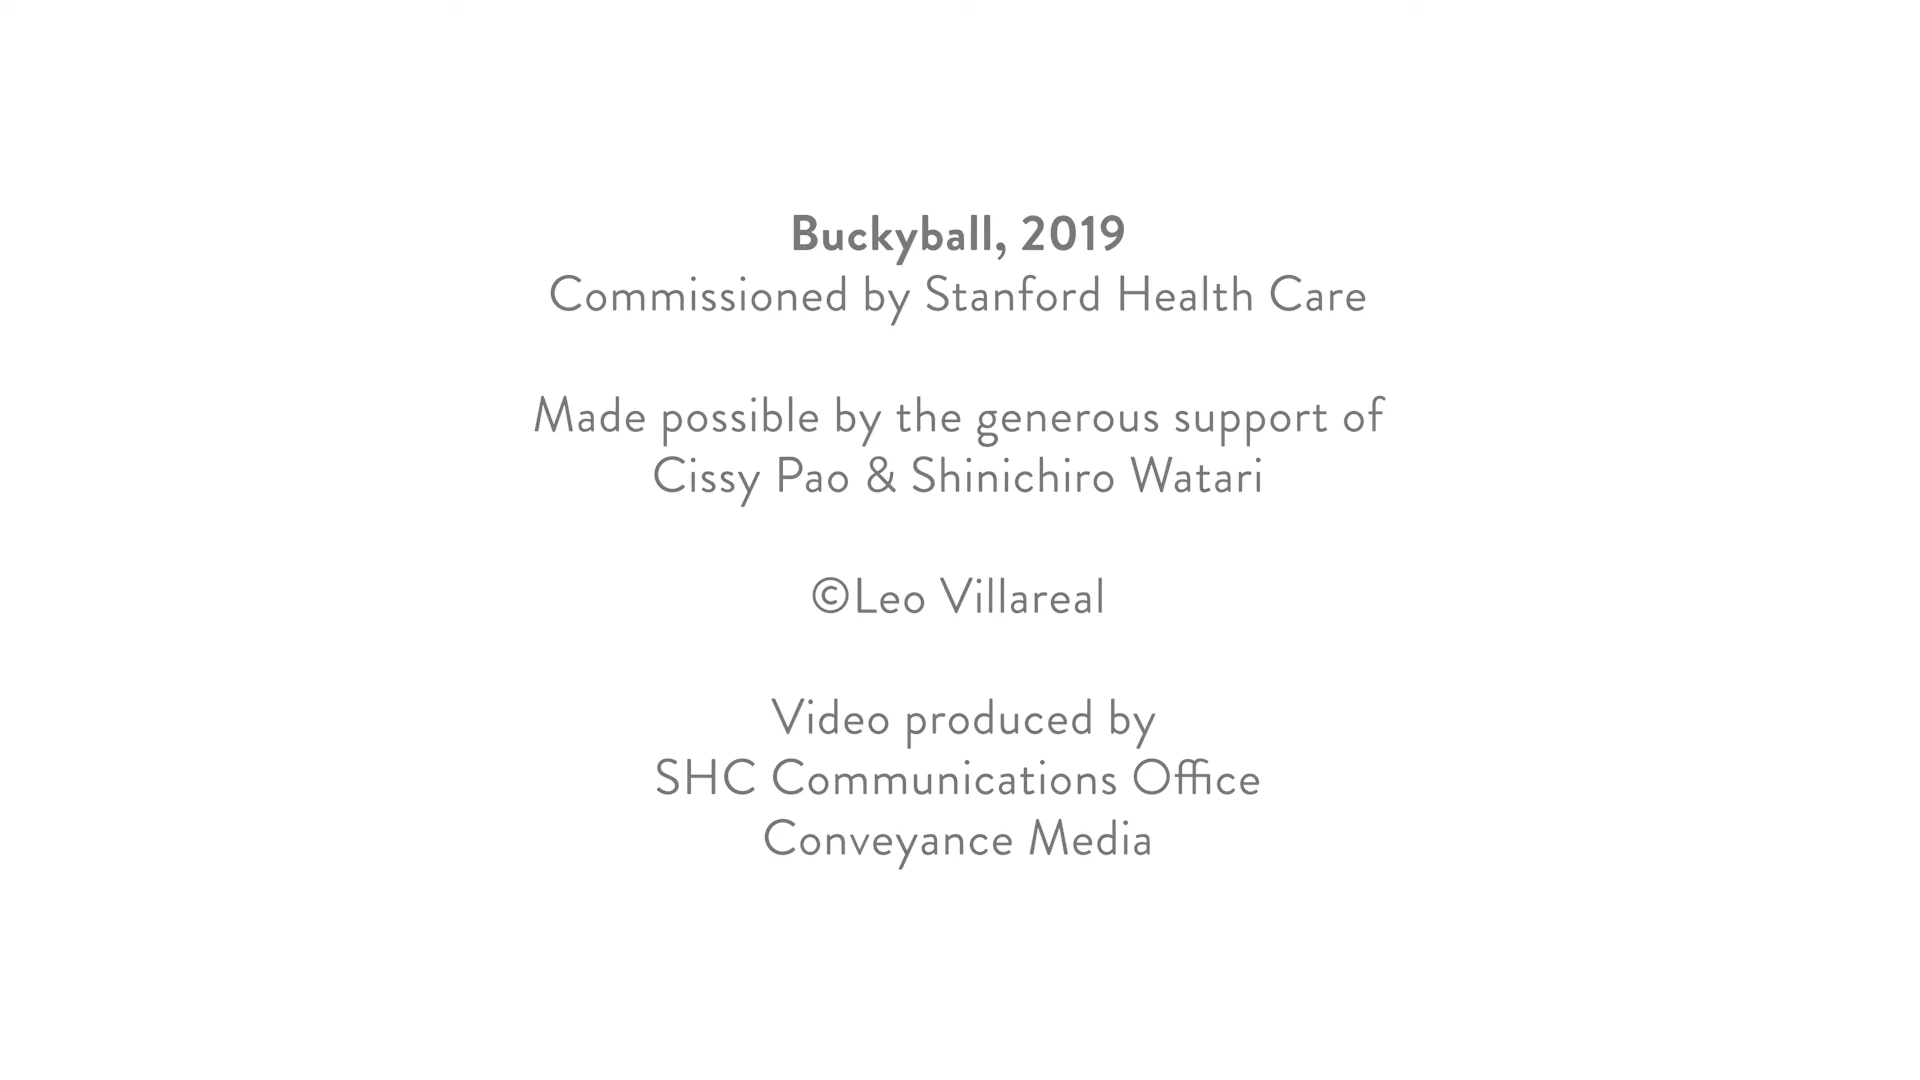 Buckyball, 2019
Commissioned by Stanford Health Care
Made possible by the generous support of
Cissy Pao & Shinichiro Watari
©Leo Villareal
Video produced by
SHC Communications Office
Conveyance Media